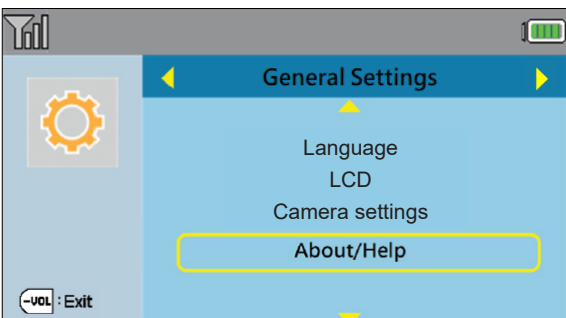 General Settings
Language
LCD
Camera settings
About/Help
-VOL : Exit